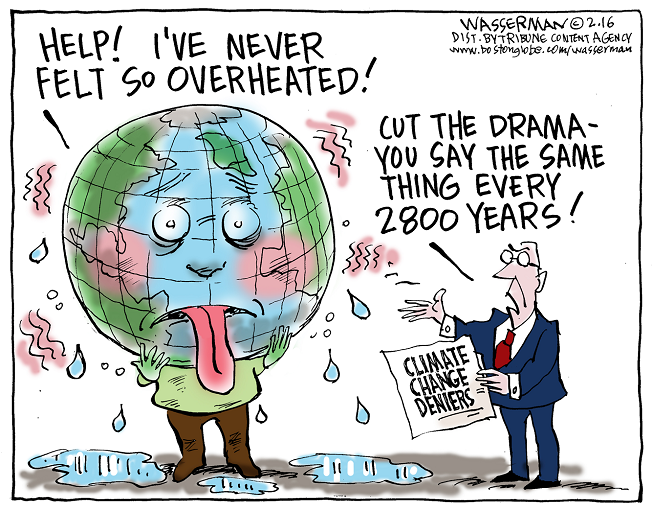 HELP! I'VE NEVER
FELT SO OVERHEATED!
WASSERMAN © 2.16
DIST. BY TRIBUNE CONTENT AGENCY
www.bostonglobe.com/wasserman
CUT THE DRAMA-
YOU SAY THE SAME
THING EVERY
2800 YEARS!
CLIMATE
CHANGE
DENIERS